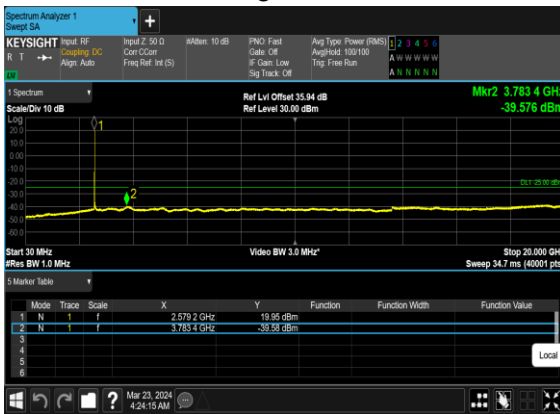 Spectrum Analyzer 1
Swept SA
+
KEYSIGHT Input: RF Input Z: 50 Ω #Atten: 10 dB PNO: Fast Avg Type: Power (RMS) 1 2 3 4 5 6
R T Coupling: DC Corr CCorr Gate: Off Avg|Hold: 100/100 A W W W W W
Align: Auto Freq Ref: Int (S) IF Gain: Low Trig: Free Run
Sig Track: Off A N N N N N
1 Spectrum
Ref Lvl Offset 35.94 dB Mkr2 3.783 4 GHz
Scale/Div 10 dB Ref Level 30.00 dBm -39.576 dBm
Log
1
20.0
10.0
0.00
-10.0
-20.0
DL1 -25.00 dBm
-30.0
2
-40.0
-50.0
-60.0
Start 30 MHz Video BW 3.0 MHz* Stop 20.000 GH
#Res BW 1.0 MHz Sweep 34.7 ms (40001 pts
5 Marker Table
Mode Trace Scale X Y Function Function Width Function Value
1 N 1 f 2.579 2 GHz 19.95 dBm
2 N 1 f 3.783 4 GHz -39.58 dBm
3
4
5
6
Local
? Mar 23, 2024
4:24:15 AM